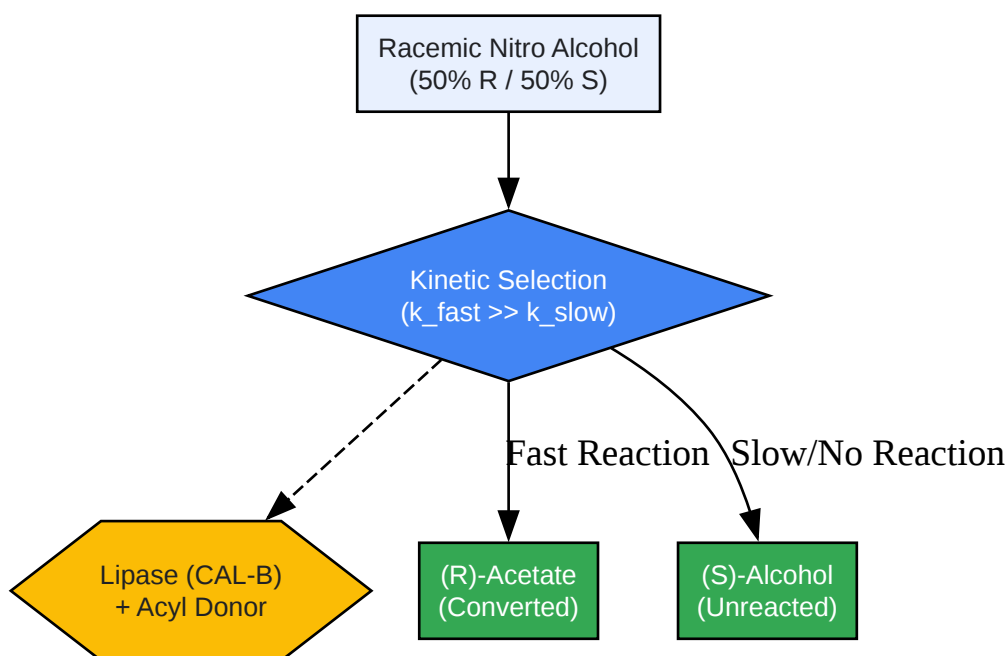 Racemic Nitro Alcohol
(50% R / 50% S)
Kinetic Selection
(k_fast >> k_slow)
Fast Reaction
Slow/No Reaction
Lipase (CAL-B)
+ Acyl Donor
(R)-Acetate
(Converted)
(S)-Alcohol
(Unreacted)